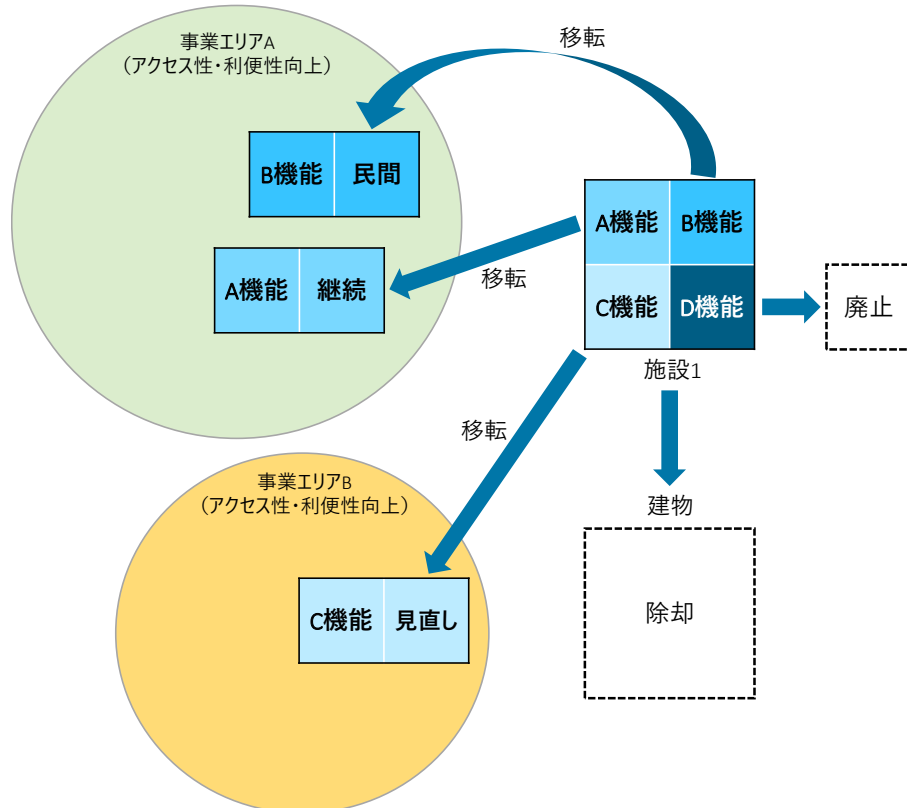 事業エリアA
（アクセス性・利便性向上）
移転
B機能 民間
A機能 B機能
A機能 継続
移転
C機能 D機能
廃止
施設1
移転
事業エリアB
（アクセス性・利便性向上）
建物
C機能 見直し
除却